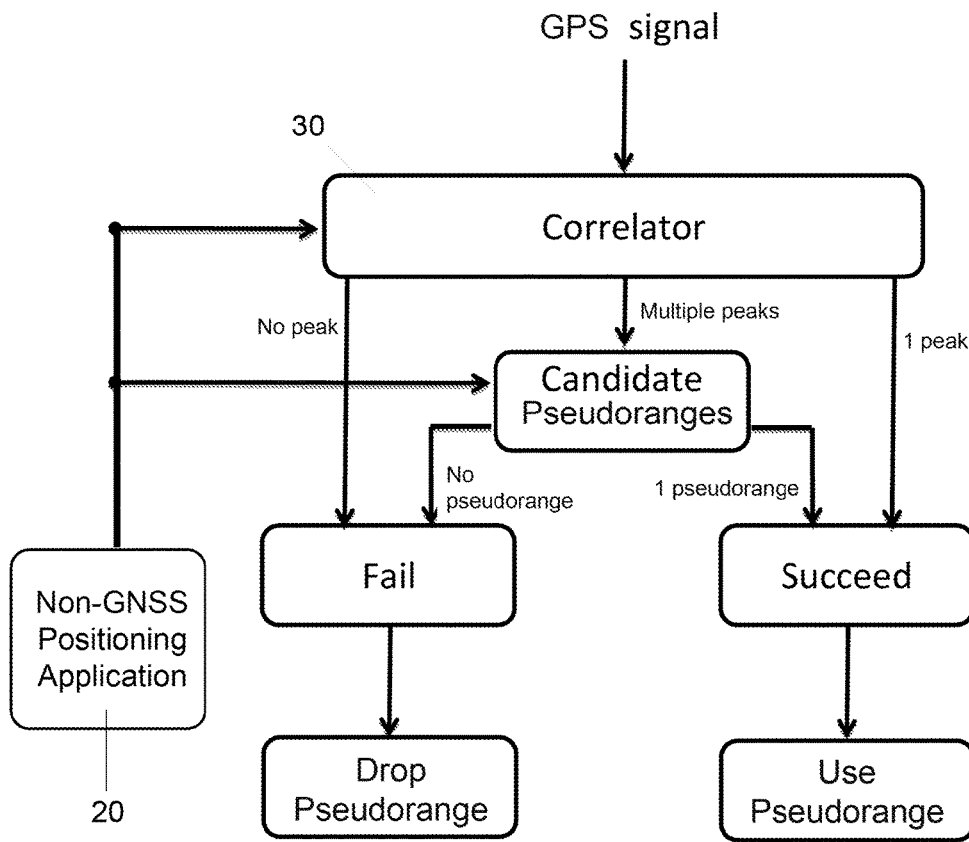 GPS signal
30
Correlator
No peak
Multiple peaks
1 peak
Candidate
Pseudoranges
No
pseudorange
1 pseudorange
Fail
Succeed
Non-GNSS
Positioning
Application
20
Drop
Pseudorange
Use
Pseudorange